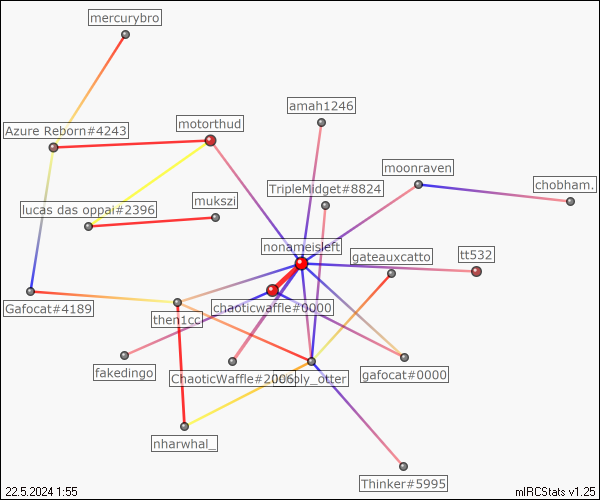 mercurybro
amah1246
motorthud
Azure Reborn#4243
moonraven
TripleMidget#8824
chobham.
mukszi
lucas das oppai#2396
nonameisleft
tt532
gateauxcatto
Gafocat#4189
chaoticwaffle#0000
then1cc
fakedingo
ChaoticWaffle#2006
gafocat#0000
nharwhal_
Thinker#5995
22.5.2024 1:55
mIRCStats v1.25